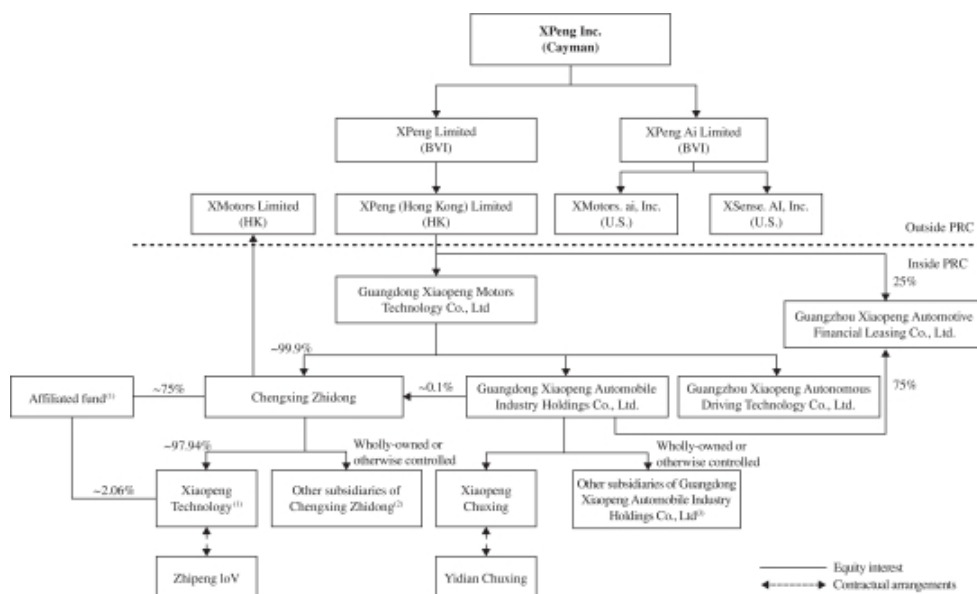 XPeng Inc.
(Cayman)
XPeng Limited
(BVI)
XPeng Ai Limited
(BVI)
XMotors Limited
(HK)
XPeng (Hong Kong) Limited
(HK)
XMotors. ai, Inc.
(U.S.)
XSense. AI, Inc.
(U.S.)
Outside PRC
Inside PRC
25%
Guangdong Xiaopeng Motors
Technology Co., Ltd
Guangzhou Xiaopeng Automotive
Financial Leasing Co., Ltd.
~99.9%
75%
Affiliated fund(1)
~75%
Chengxing Zhidong
~0.1%
Guangdong Xiaopeng Automobile
Industry Holdings Co., Ltd.
Guangzhou Xiaopeng Autonomous
Driving Technology Co., Ltd.
~97.94%
Wholly-owned or
otherwise controlled
Wholly-owned or
otherwise controlled
~2.06%
Xiaopeng
Technology(1)
Other subsidiaries of
Chengxing Zhidong(2)
Xiaopeng
Chuxing
Other subsidiaries of Guangdong
Xiaopeng Automobile Industry
Holdings Co., Ltd(3)
Zhipeng IoV
Yidian Chuxing
Equity interest
Contractual arrangements